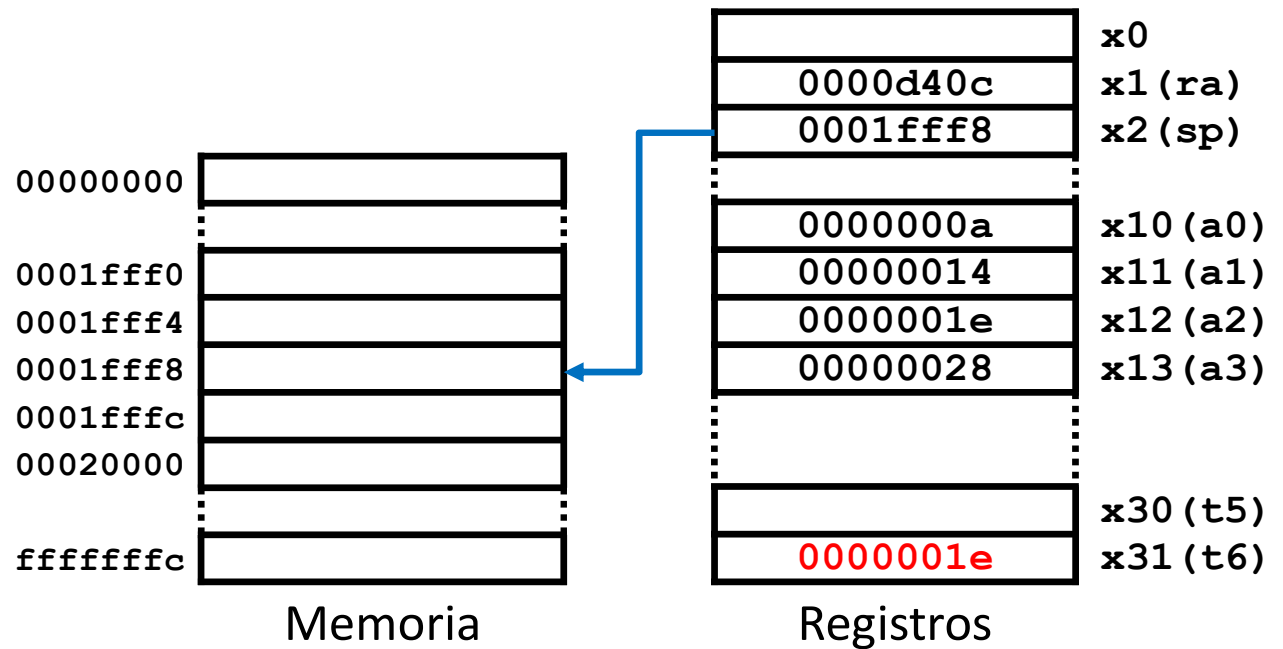 x0
0000d40c x1(ra)
0001fff8 x2(sp)
00000000
0000000a x10(a0)
0001fff0 00000014 x11(a1)
0001fff4 0000001e x12(a2)
0001fff8 00000028 x13(a3)
0001fffc
00020000
x30(t5)
fffffffc 0000001e x31(t6)
Memoria Registros